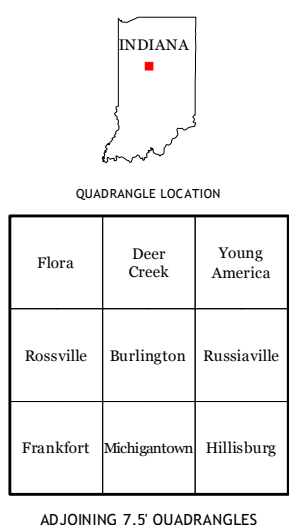 INDIANA
QUADRANGLE LOCATION
Flora
Deer
Creek
Young
America
Rossville
Burlington
Russiaville
Frankfort
Michigantown
Hillisburg
ADJOINING 7.5' QUADRANGLES